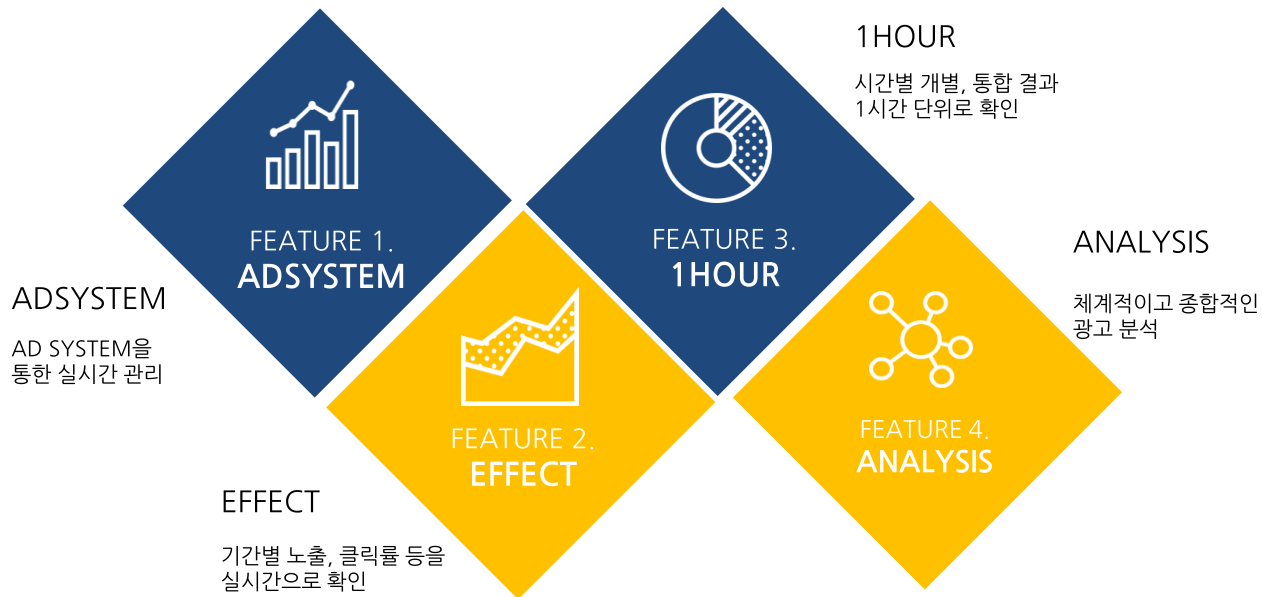 FEATURE 1.
ADSYSTEM
ADSYSTEM
AD SYSTEM을
통한 실시간 관리
FEATURE 2.
EFFECT
EFFECT
기간별 노출, 클릭률 등을
실시간으로 확인
FEATURE 3.
1HOUR
1HOUR
시간별 개별, 통합 결과
1시간 단위로 확인
FEATURE 4.
ANALYSIS
ANALYSIS
체계적이고 종합적인
광고 분석